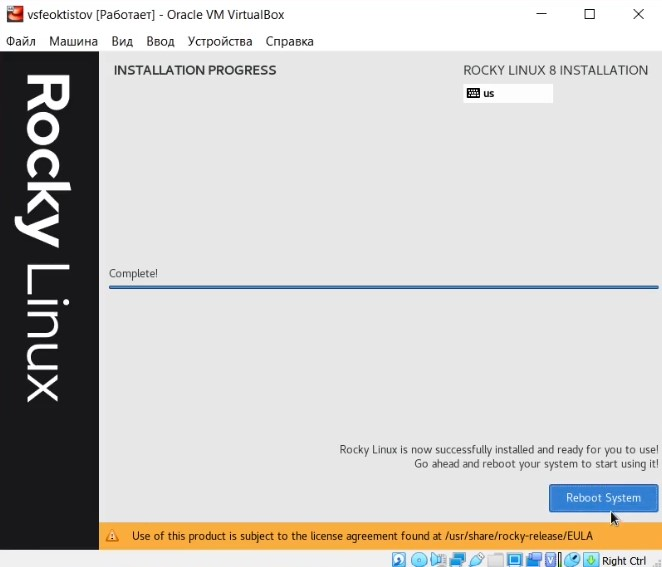 vsfeoktistov [Работает] - Oracle VM VirtualBox
Файл Машина Вид Ввод Устройства Справка
Rocky Linux
INSTALLATION PROGRESS
ROCKY LINUX 8 INSTALLATION
us
Complete!
Rocky Linux is now successfully installed and ready for you to use!
Go ahead and reboot your system to start using it!
Reboot System
Use of this product is subject to the license agreement found at /usr/share/rocky-release/EULA
Right Ctrl